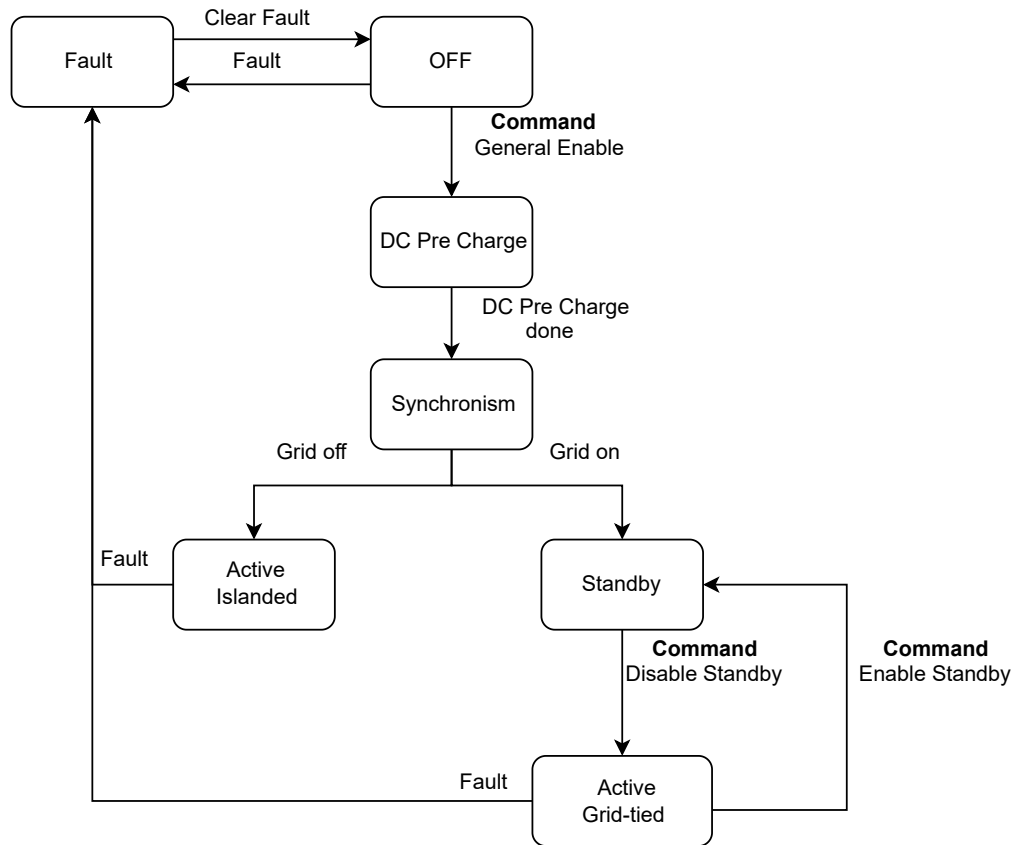 Clear Fault
Fault
Fault
OFF
Command
General Enable
DC Pre Charge
DC Pre Charge
done
Synchronism
Grid off
Grid on
Fault
Active
Islanded
Standby
Command
Disable Standby
Command
Enable Standby
Fault
Active
Grid-tied